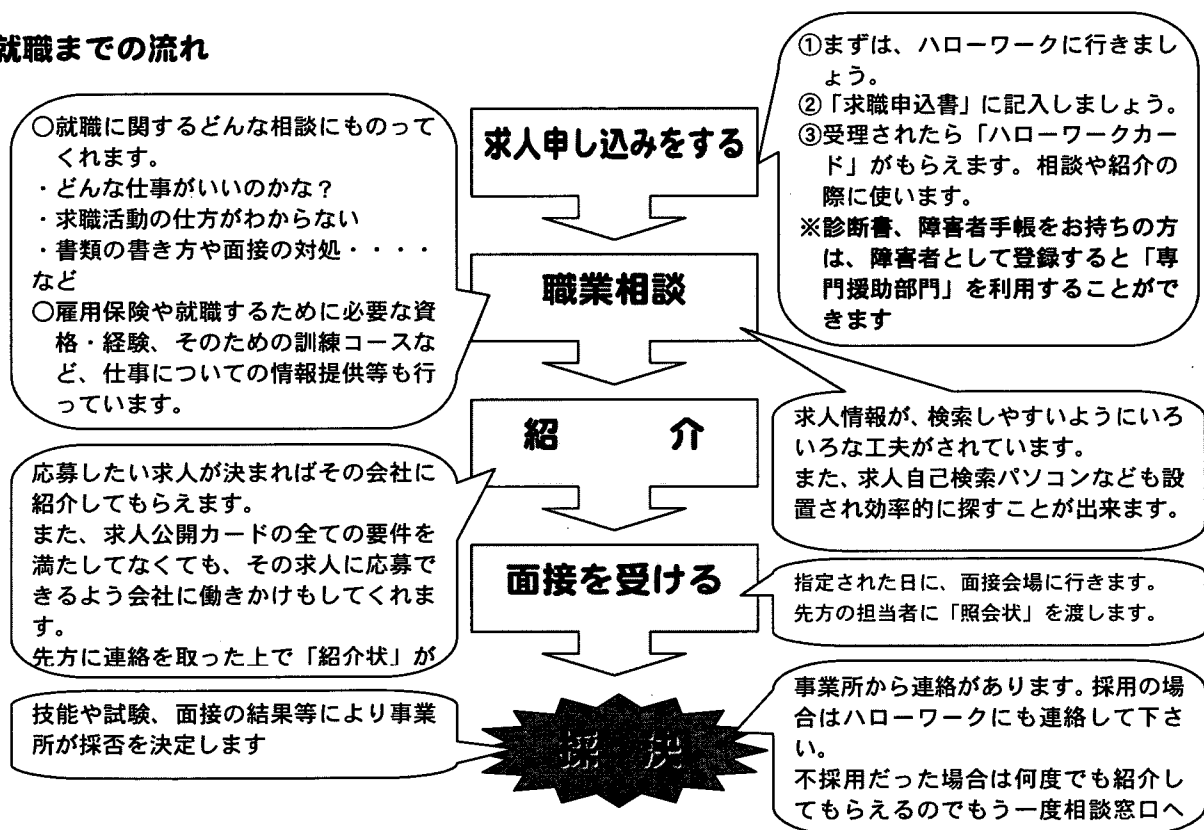 就職までの流れ
①まずは、ハローワークに行きまし
ょう。
②「求職申込書」に記入しましょう。
③受理されたら「ハローワークカー
ド」がもらえます。相談や紹介の
際に使います。
※診断書、障害者手帳をお持ちの方
は、障害者として登録すると「専
門援助部門」を利用することがで
きます
求人申し込みをする
○就職に関するどんな相談にものって
くれます。
・どんな仕事がいいのかな？
・求職活動の仕方がわからない
・書類の書き方や面接の対処・・・・
など
○雇用保険や就職するために必要な資
格・経験、そのための訓練コースな
ど、仕事についての情報提供等も行
っています。
職業相談
求人情報が、検索しやすいようにいろ
いろな工夫がされています。
また、求人自己検索パソコンなども設
置され効率的に探すことが出来ます。
紹　介
応募したい求人が決まればその会社に
紹介してもらえます。
また、求人公開カードの全ての要件を
満たしてなくても、その求人に応募で
きるよう会社に働きかけもしてくれま
す。
先方に連絡を取った上で「紹介状」が
面接を受ける
指定された日に、面接会場に行きます。
先方の担当者に「照会状」を渡します。
技能や試験、面接の結果等により事業
所が採否を決定します
採　決
事業所から連絡があります。採用の場
合はハローワークにも連絡して下さ
い。
不採用だった場合は何度でも紹介し
てもらえるのでもう一度相談窓口へ